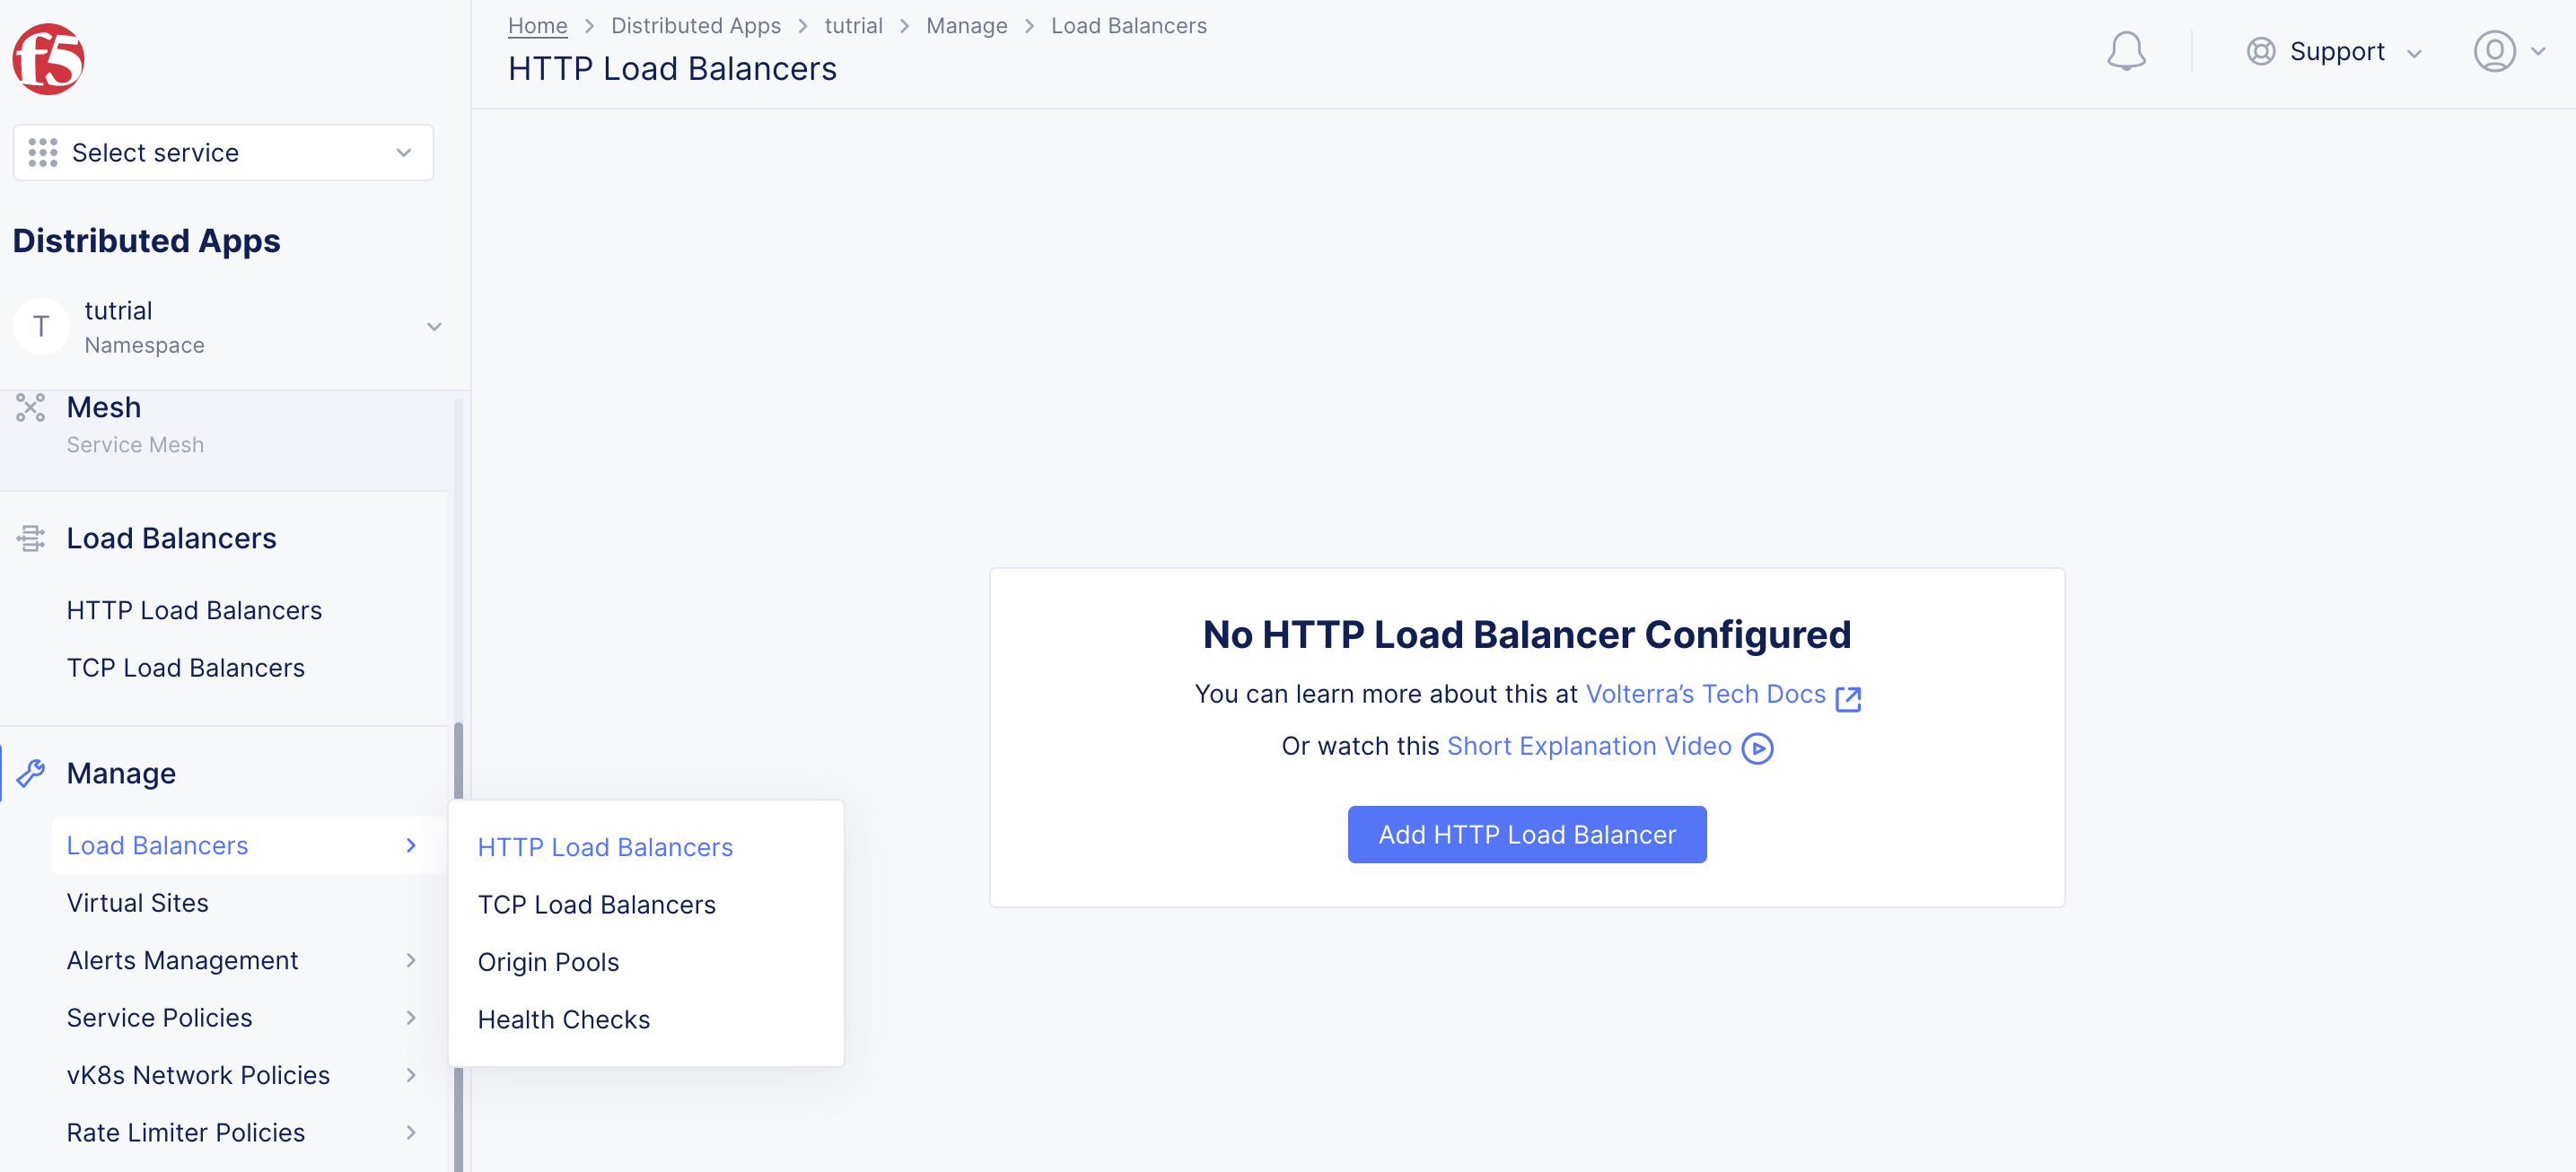 f5
Select service
Distributed Apps
T
tutrial
Namespace
Mesh
Service Mesh
Load Balancers
HTTP Load Balancers
TCP Load Balancers
Manage
Load Balancers
Virtual Sites
Alerts Management
Service Policies
vK8s Network Policies
Rate Limiter Policies
HTTP Load Balancers
TCP Load Balancers
Origin Pools
Health Checks
Home > Distributed Apps > tutrial > Manage > Load Balancers
HTTP Load Balancers
Support
No HTTP Load Balancer Configured
You can learn more about this at Volterra’s Tech Docs
Or watch this Short Explanation Video
Add HTTP Load Balancer